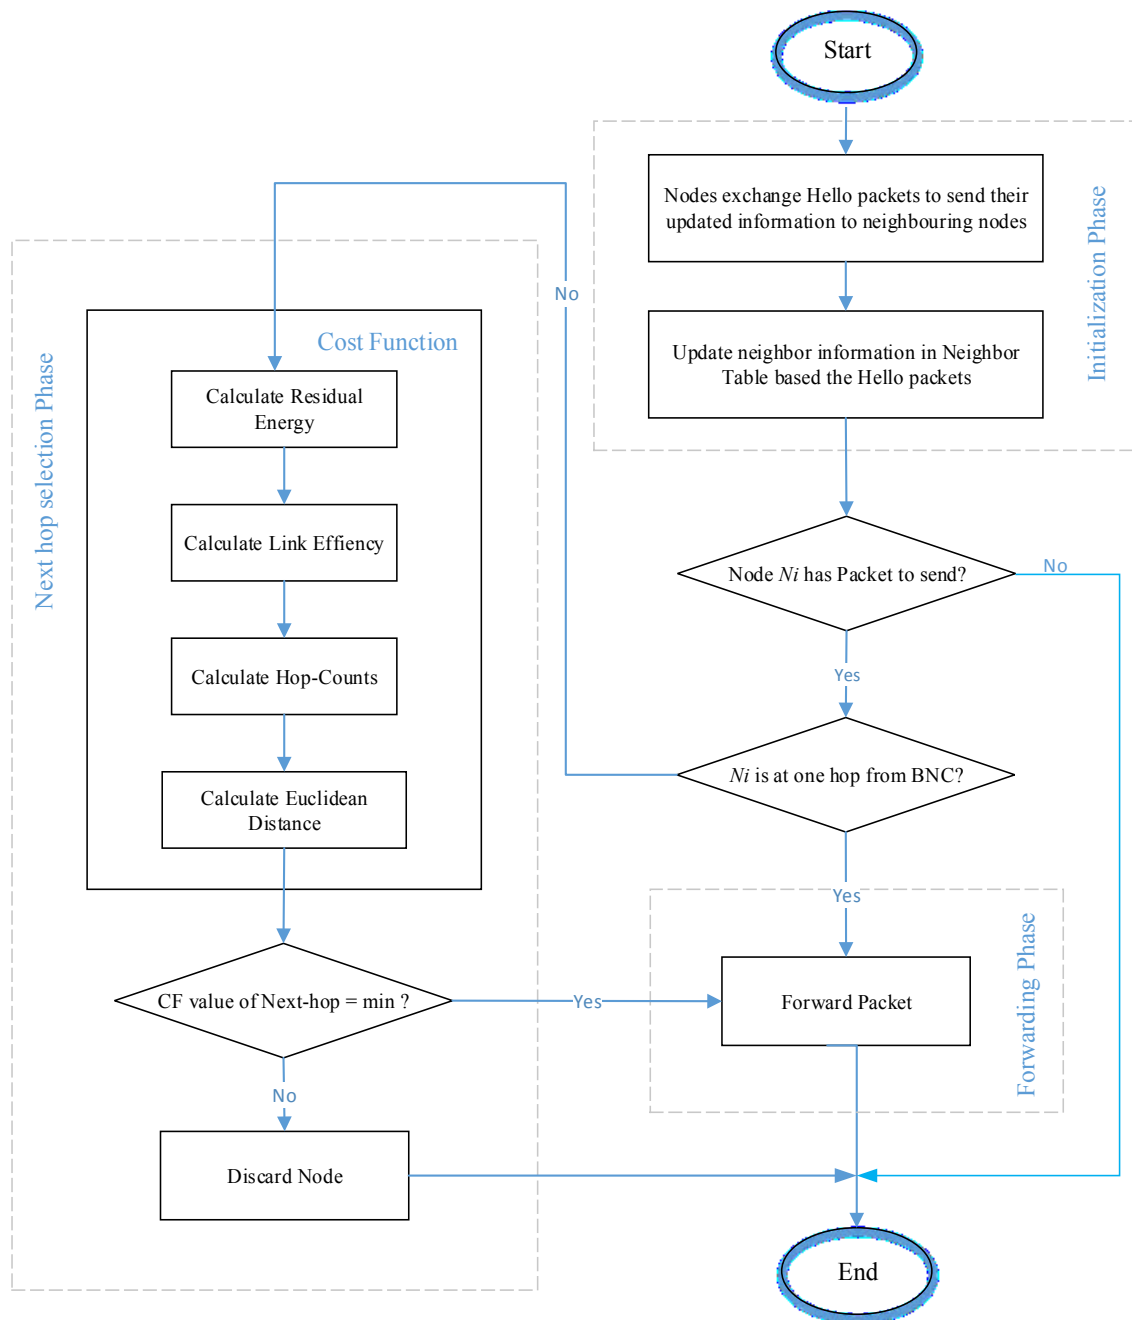 Start
Nodes exchange Hello packets to send their
updated information to neighbouring nodes
Initialization Phase
Update neighbor information in Neighbor
Table based the Hello packets
Node Ni has Packet to send?
No
Yes
Ni is at one hop from BNC?
No
Yes
Next hop selection Phase
Cost Function
Calculate Residual
Energy
Calculate Link Effiency
Calculate Hop-Counts
Calculate Euclidean
Distance
CF value of Next-hop = min ?
Yes
No
Discard Node
Forward Packet
Forwarding Phase
End